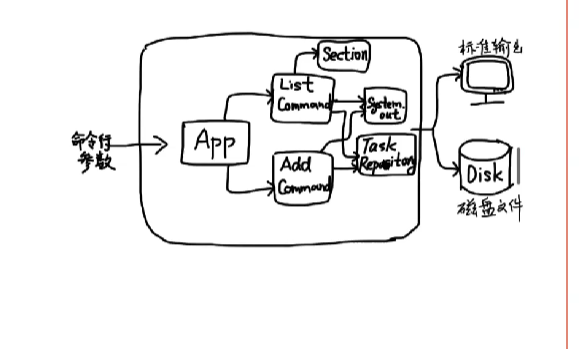 命令行
参数
App
List
Command
Section
System.
out
Add
Command
Task
Repository
标准输出
Disk
磁盘文件